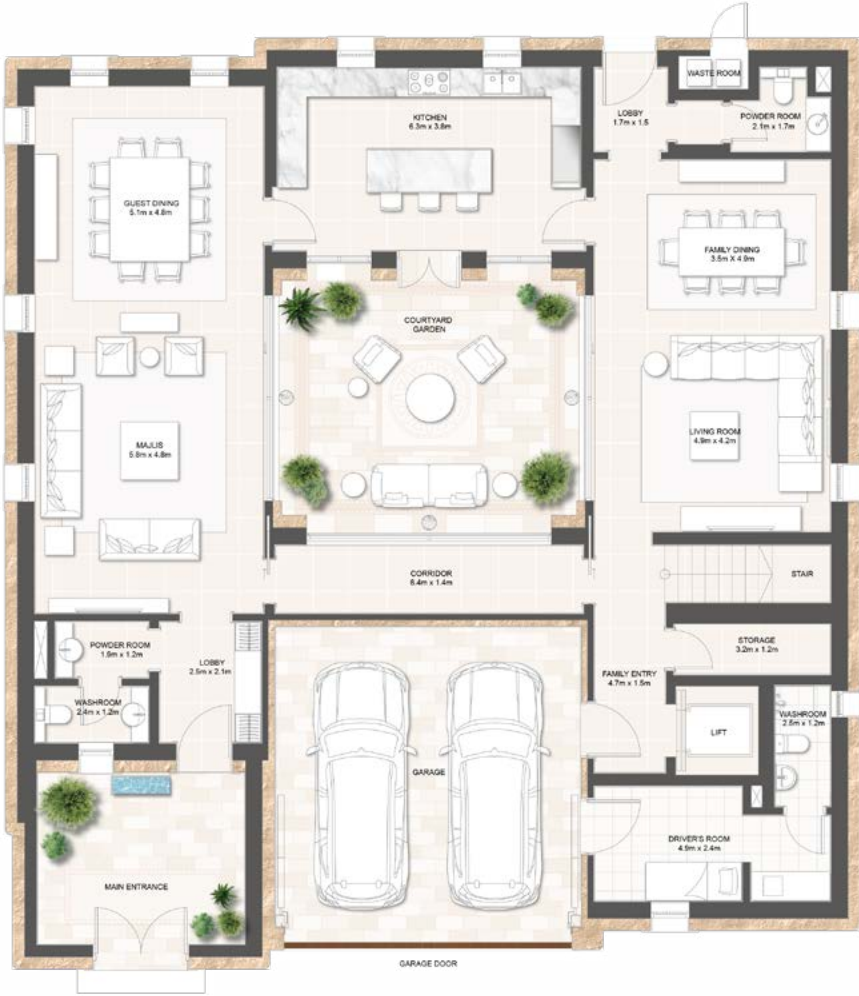 WASTE ROOM
LOBBY
1.7m x 1.5
POWDER ROOM
2.1m x 1.7m
KITCHEN
6.3m x 3.8m
GUEST DINING
5.1m x 4.8m
FAMILY DINING
3.5m X 4.9m
COURTYARD
GARDEN
MAJLIS
5.8m x 4.8m
LIVING ROOM
4.9m x 4.2m
CORRIDOR
8.4m x 1.4m
STAIR
POWDER ROOM
1.9m x 1.2m
LOBBY
2.5m x 2.1m
STORAGE
3.2m x 1.2m
FAMILY ENTRY
4.7m x 1.5m
WASHROOM
2.4m x 1.2m
WASHROOM
2.5m x 1.2m
LIFT
GARAGE
DRIVER'S ROOM
4.9m x 2.4m
MAIN ENTRANCE
GARAGE DOOR